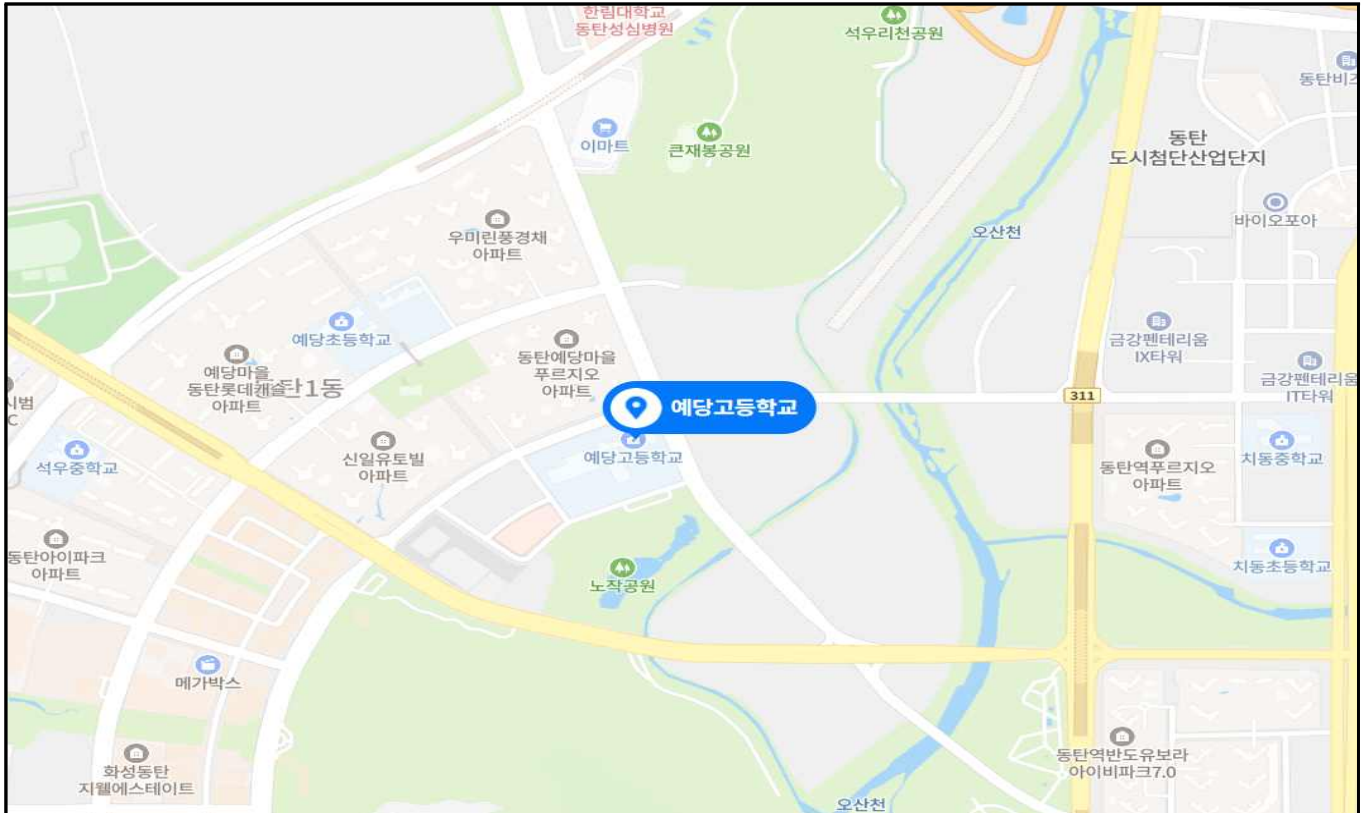 한림대학교
동탄성심병원
석우리천공원
동탄비즈
이마트
큰재봉공원
동탄
도시첨단산업단지
바이오포아
우미린풍경채
아파트
오산천
예당초등학교
금강펜테리움
IX타워
동탄예당마을
푸르지오
아파트
예당마을
동탄롯데캐슬
아파트
탄1동
금강펜테리움
IT타워
311
예당고등학교
시범
C
석우중학교
신일유토빌
아파트
예당고등학교
동탄역푸르지오
아파트
치동중학교
동탄아이파크
아파트
노작공원
치동초등학교
메가박스
동탄역반도유보라
아이비파크7.0
화성동탄
지웰에스테이트
오산천